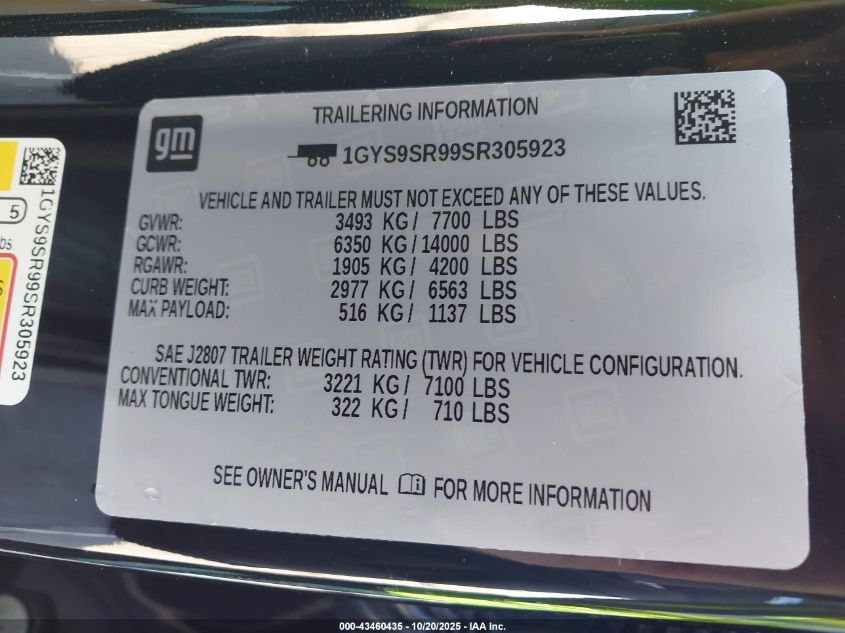 TRAILERING INFORMATION
gm
1GYS9SR99SR305923
VEHICLE AND TRAILER MUST NOT EXCEED ANY OF THESE VALUES.
GVWR: 3493 KG/ 7700 LBS
GCWR: 6350 KG/14000 LBS
RGAWR: 1905 KG/ 4200 LBS
CURB WEIGHT: 2977 KG/ 6563 LBS
MAX PAYLOAD: 516 KG/ 1137 LBS
SAE J2807 TRAILER WEIGHT RATING (TWR) FOR VEHICLE CONFIGURATION.
CONVENTIONAL TWR: 3221 KG/ 7100 LBS
MAX TONGUE WEIGHT: 322 KG/ 710 LBS
SEE OWNER'S MANUAL FOR MORE INFORMATION
5
1GYS9SR99SR305923
000-43460435 - 10/20/2025 - IAA Inc.